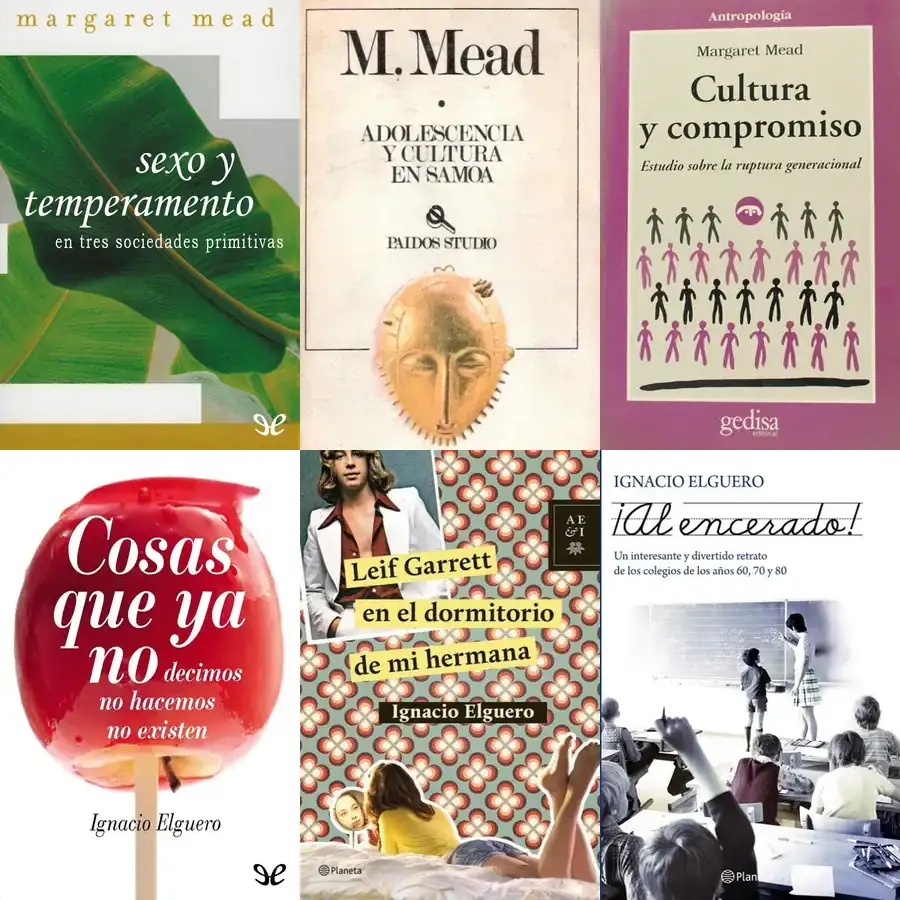 margaret mead
sexo y
temperamento
en tres sociedades primitivas
M. Mead
ADOLESCENCIA
Y CULTURA
EN SAMOA
PAIDOS STUDIO
Antropología
Margaret Mead
Cultura
y compromiso
Estudio sobre la ruptura generacional
gedisa
editorial
Cosas
que ya
no decimos
no hacemos
no existen
Ignacio Elguero
AE
&I
Leif Garrett
en el dormitorio
de mi hermana
Ignacio Elguero
Planeta
IGNACIO ELGUERO
¡Al encerado!
Un interesante y divertido retrato
de los colegios de los años 60, 70 y 80